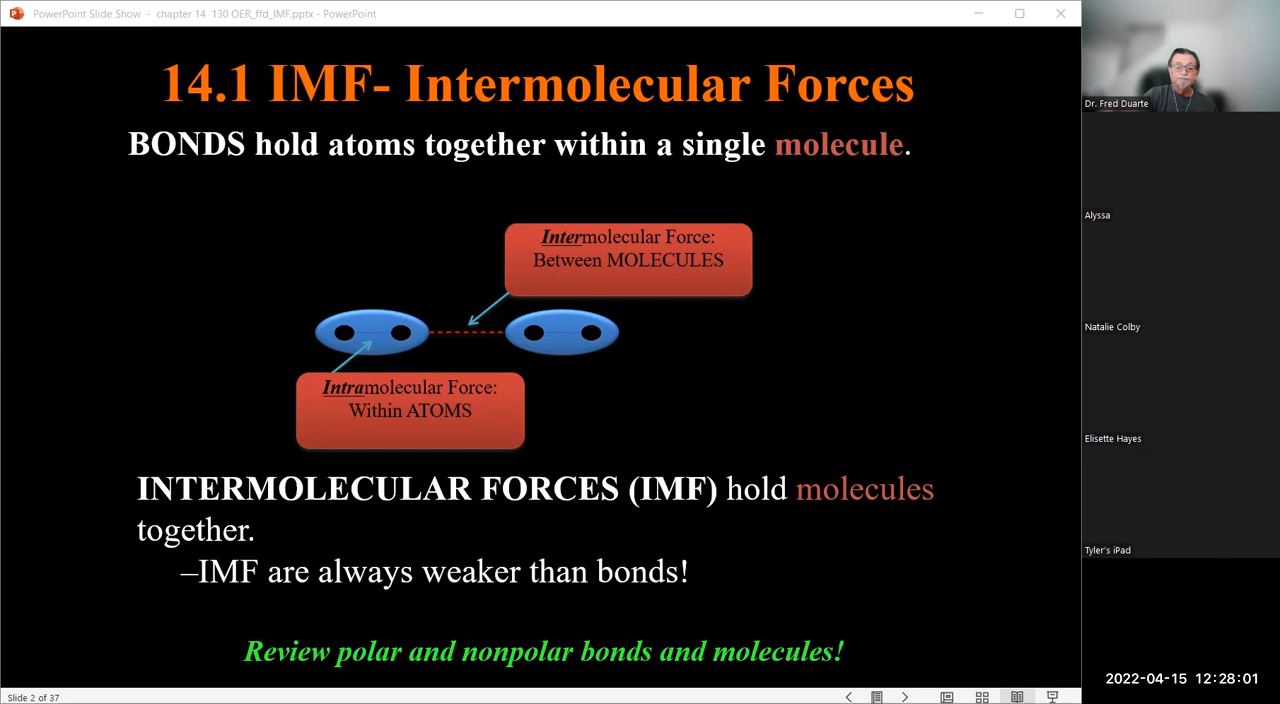 PowerPoint Slide Show - chapter 14 130 OER_ffd_IMF.pptx - PowerPoint
14.1 IMF- Intermolecular Forces
BONDS hold atoms together within a single molecule.
Intermolecular Force:
Between MOLECULES
Intramolecular Force:
Within ATOMS
INTERMOLECULAR FORCES (IMF) hold molecules
together.
–IMF are always weaker than bonds!
Review polar and nonpolar bonds and molecules!
Slide 2 of 37
Dr. Fred Duarte
Alyssa
Natalie Colby
Elisette Hayes
Tyler's iPad
2022-04-15 12:28:01